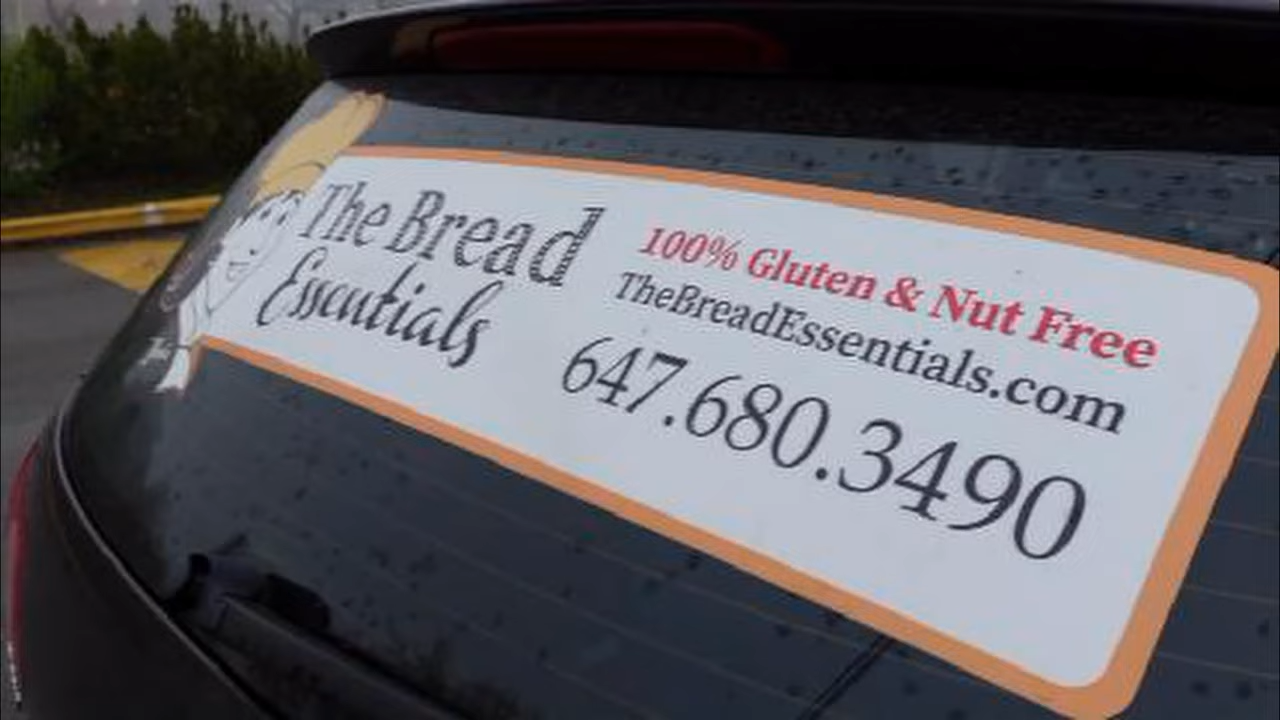 The Bread
Essentials
100% Gluten & Nut Free
TheBreadEssentials.com
647.680.3490